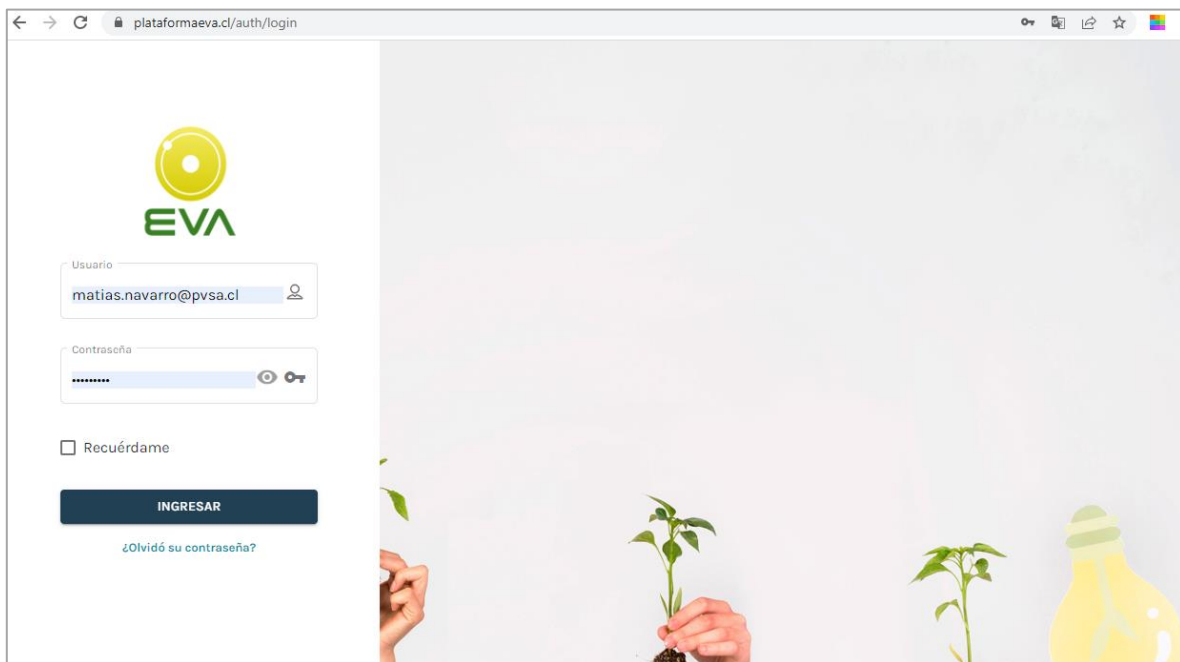 plataformaeva.cl/auth/login
EVA
Usuario
matias.navarro@pvsa.cl
Contraseña
•••••••••
Recuérdame
INGRESAR
¿Olvidó su contraseña?